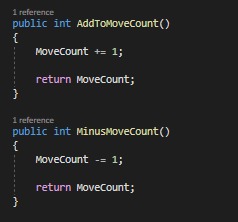 1 reference
public int AddToMoveCount()
{
MoveCount += 1;
return MoveCount;
}
1 reference
public int MinusMoveCount()
{
MoveCount -= 1;
return MoveCount;
}